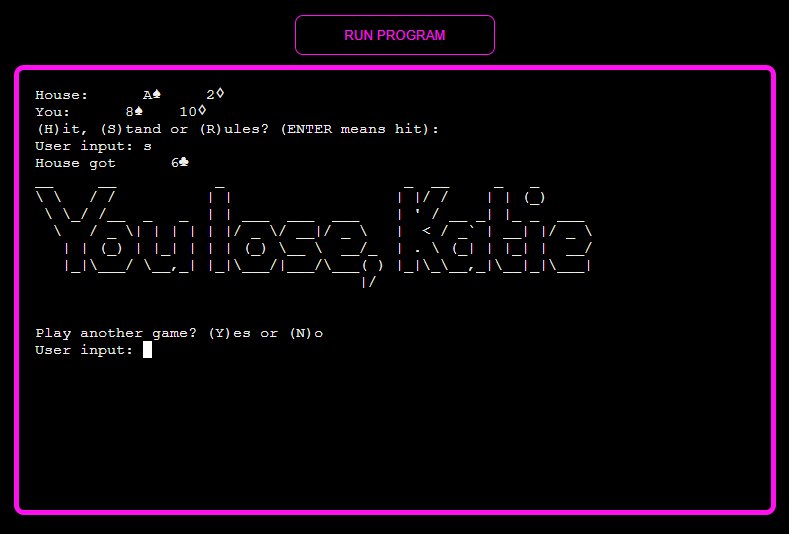 RUN PROGRAM
House:      A♠     2♢
You:      8♠    10♢
(H)it, (S)tand or (R)ules? (ENTER means hit):
User input: s
House got      6♣
You lose, Katie
Play another game? (Y)es or (N)o
User input: